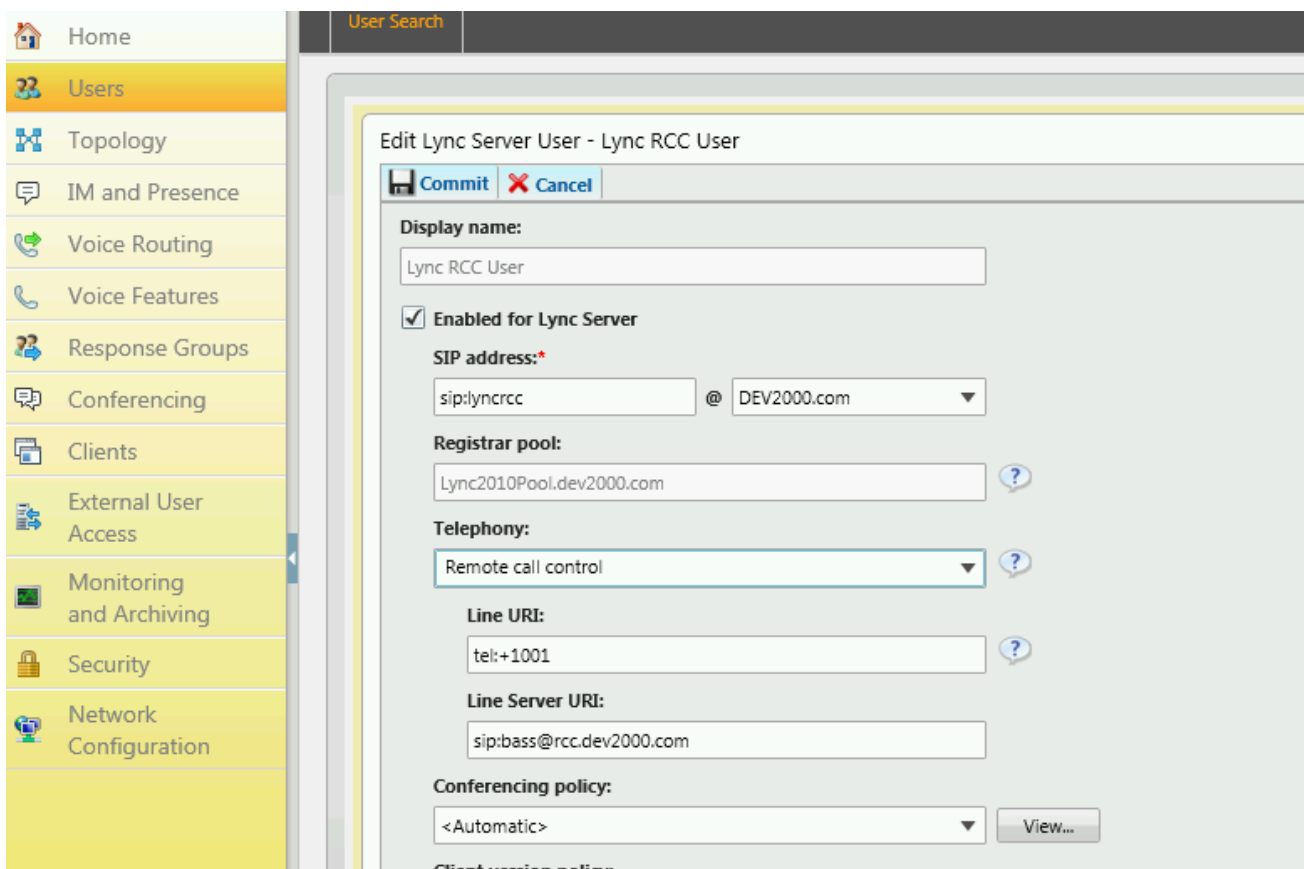 User Search
Home
Users
Topology
IM and Presence
Voice Routing
Voice Features
Response Groups
Conferencing
Clients
External User
Access
Monitoring
and Archiving
Security
Network
Configuration
Edit Lync Server User - Lync RCC User
Commit Cancel
Display name:
Lync RCC User
Enabled for Lync Server
SIP address:*
sip:lyncrcc @ DEV2000.com
Registrar pool:
Lync2010Pool.dev2000.com
Telephony:
Remote call control
Line URI:
tel:+1001
Line Server URI:
sip:bass@rcc.dev2000.com
Conferencing policy:
<Automatic> View...
Client version policy: